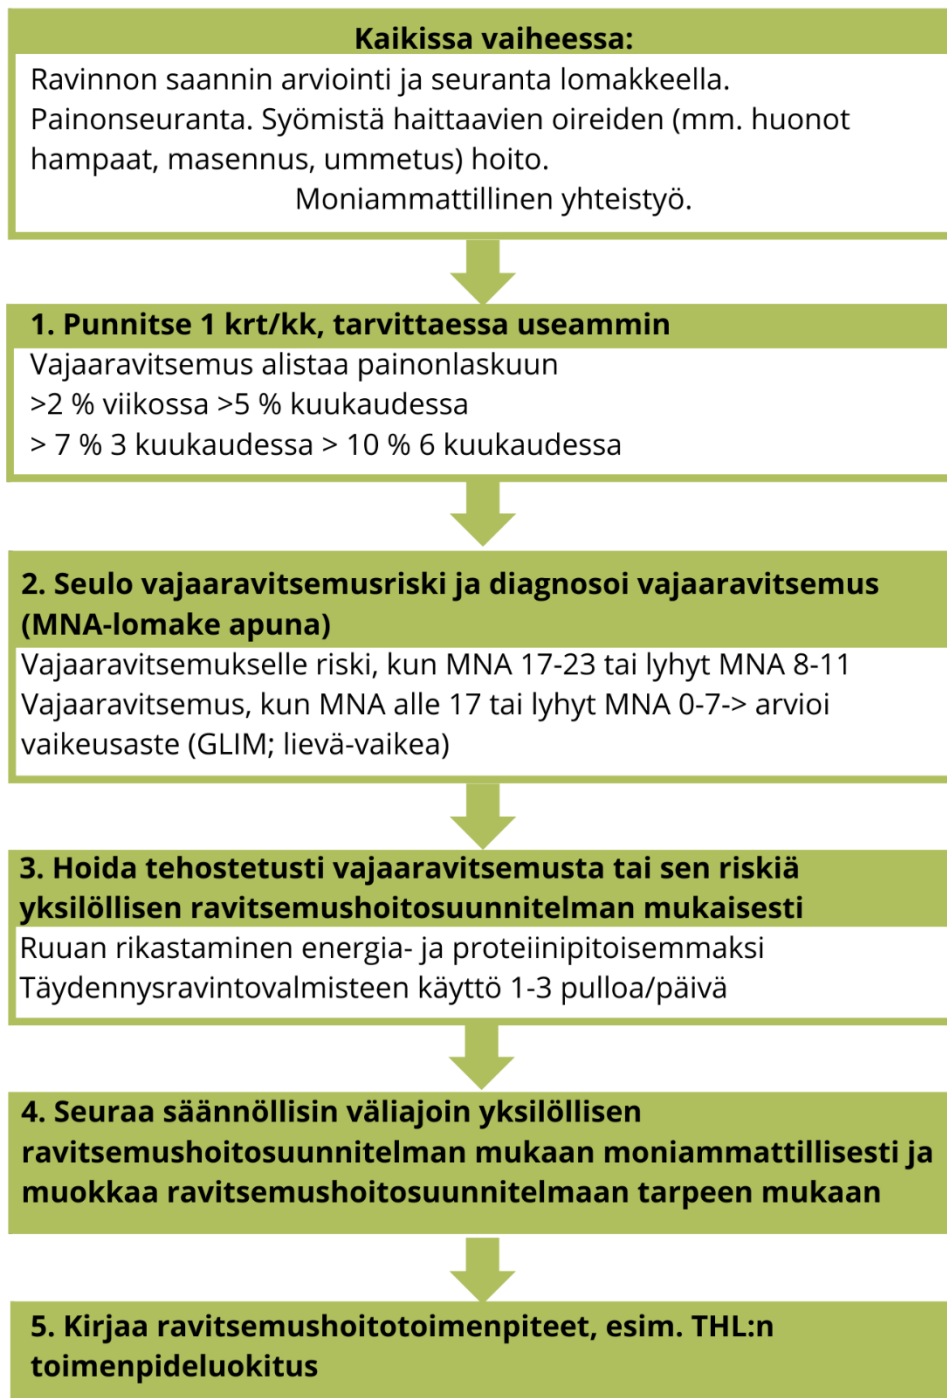 Kaikissa vaiheessa:
Ravinnon saannin arviointi ja seuranta lomakkeella.
Painonseuranta. Syömistä haittaavien oireiden (mm. huonot
hampaat, masennus, ummetus) hoito.
Moniammattillinen yhteistyö.
1. Punnitse 1 krt/kk, tarvittaessa useammin
Vajaaravitsemus alistaa painonlaskuun
>2 % viikossa >5 % kuukaudessa
> 7 % 3 kuukaudessa > 10 % 6 kuukaudessa
2. Seulo vajaaravitsemusriski ja diagnosoi vajaaravitsemus
(MNA-lomake apuna)
Vajaaravitsemukselle riski, kun MNA 17-23 tai lyhyt MNA 8-11
Vajaaravitsemus, kun MNA alle 17 tai lyhyt MNA 0-7-> arvioi
vaikeusaste (GLIM; lievä-vaikea)
3. Hoida tehostetusti vajaaravitsemusta tai sen riskiä
yksilöllisen ravitsemushoitosuunnitelman mukaisesti
Ruuan rikastaminen energia- ja proteiinipitoisemmaksi
Täydennysravintovalmisteen käyttö 1-3 pulloa/päivä
4. Seuraa säännöllisin väliajoin yksilöllisen
ravitsemushoitosuunnitelman mukaan moniammattillisesti ja
muokkaa ravitsemushoitosuunnitelmaan tarpeen mukaan
5. Kirjaa ravitsemushoitotoimenpiteet, esim. THL:n
toimenpideluokitus